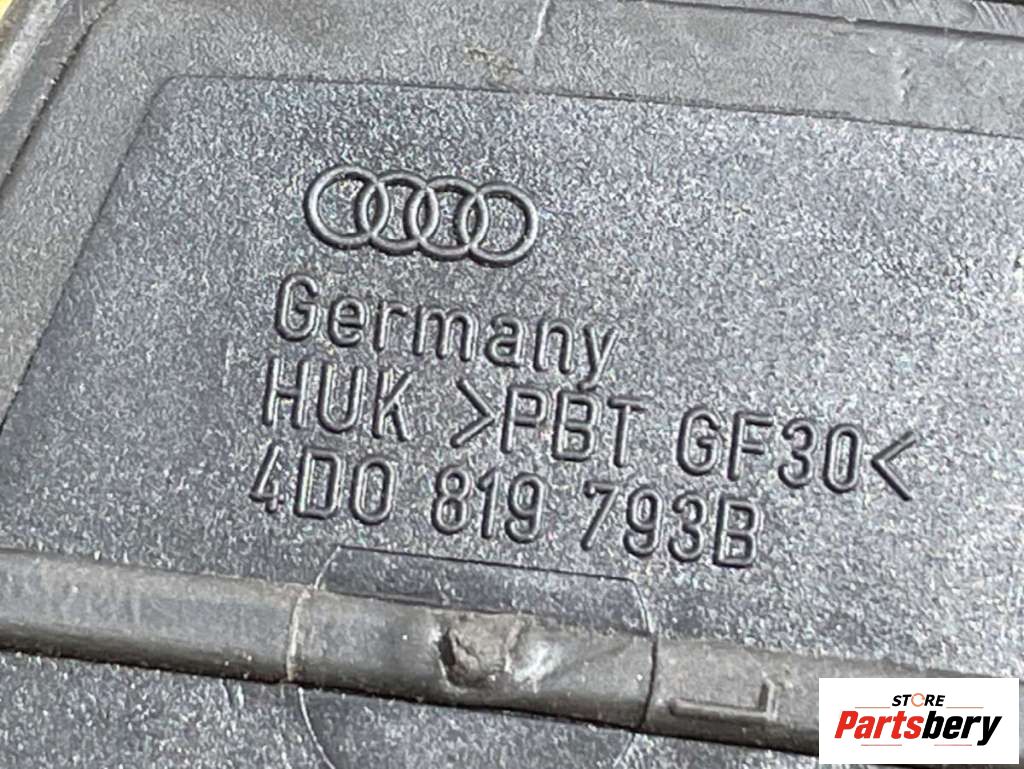 Germany
HUK >PBT GF30<
4D0 819 793B
L
STORE
Partsbery